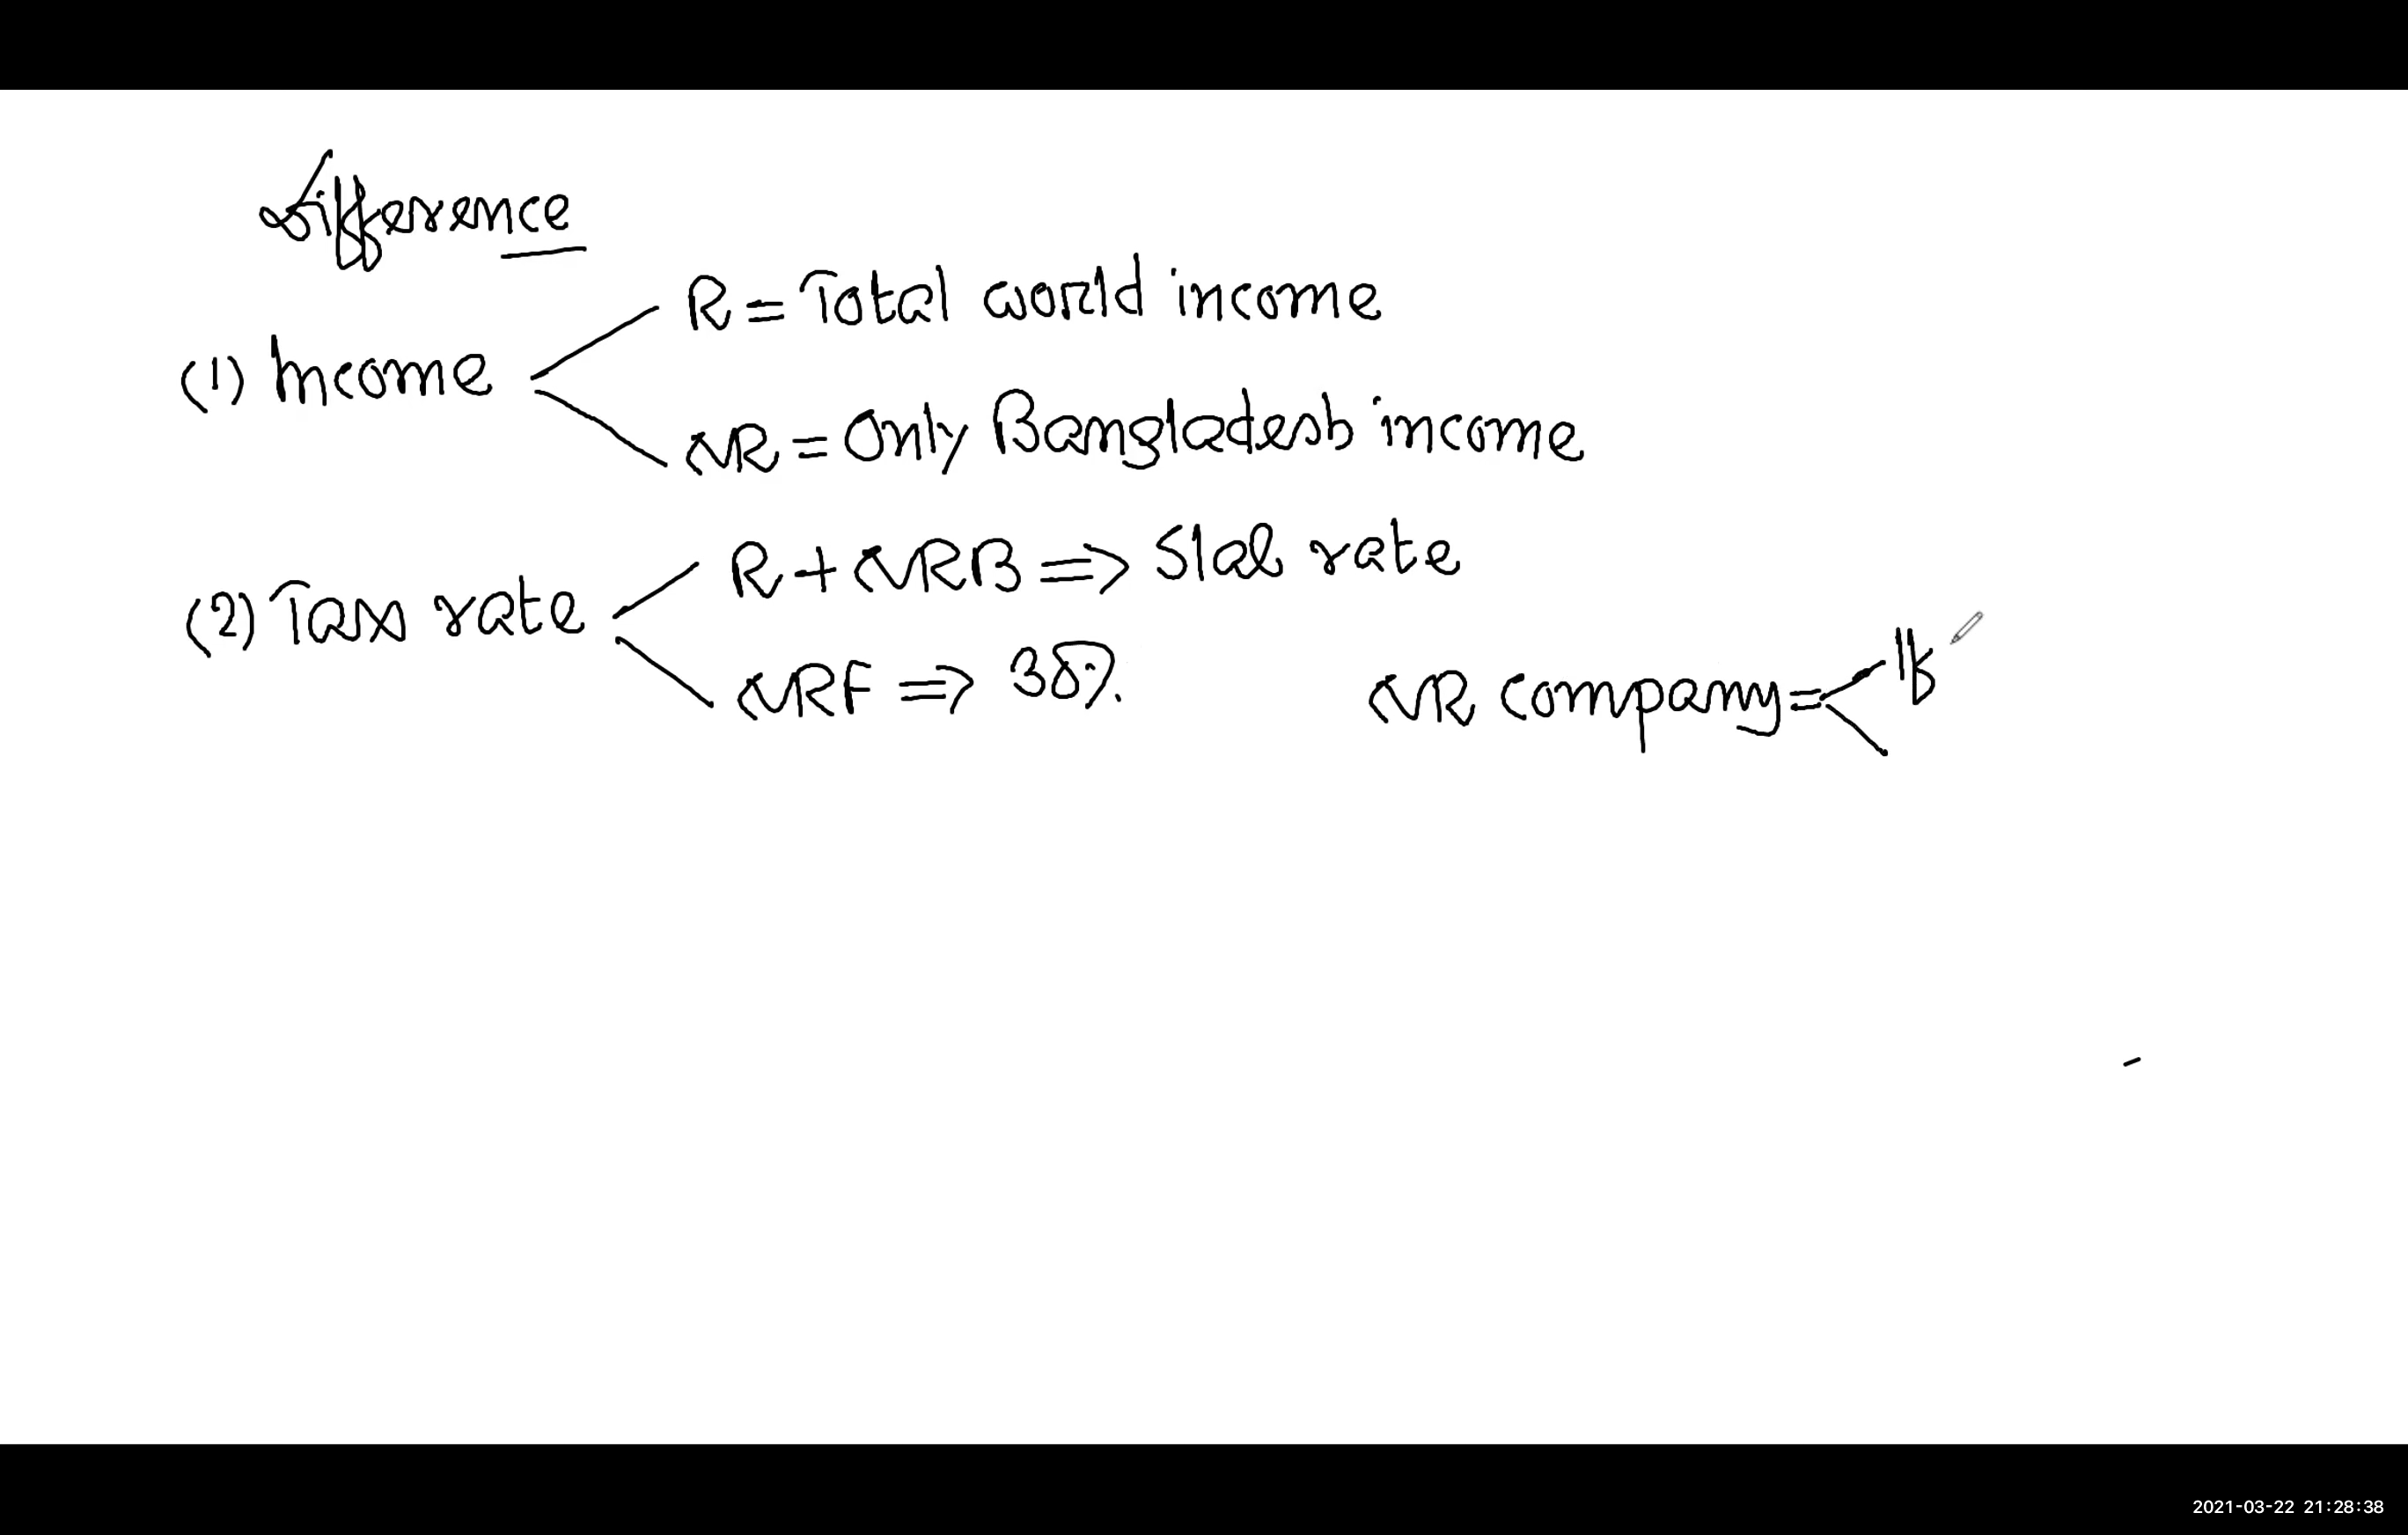 Difference
R = Total world income
(1) Income
NR = Only Bangladesh income
R + NRB ⇒ Slab rate
(2) Tax rate
NRF ⇒ 30%.
NR company =
2021-03-22 21:28:38